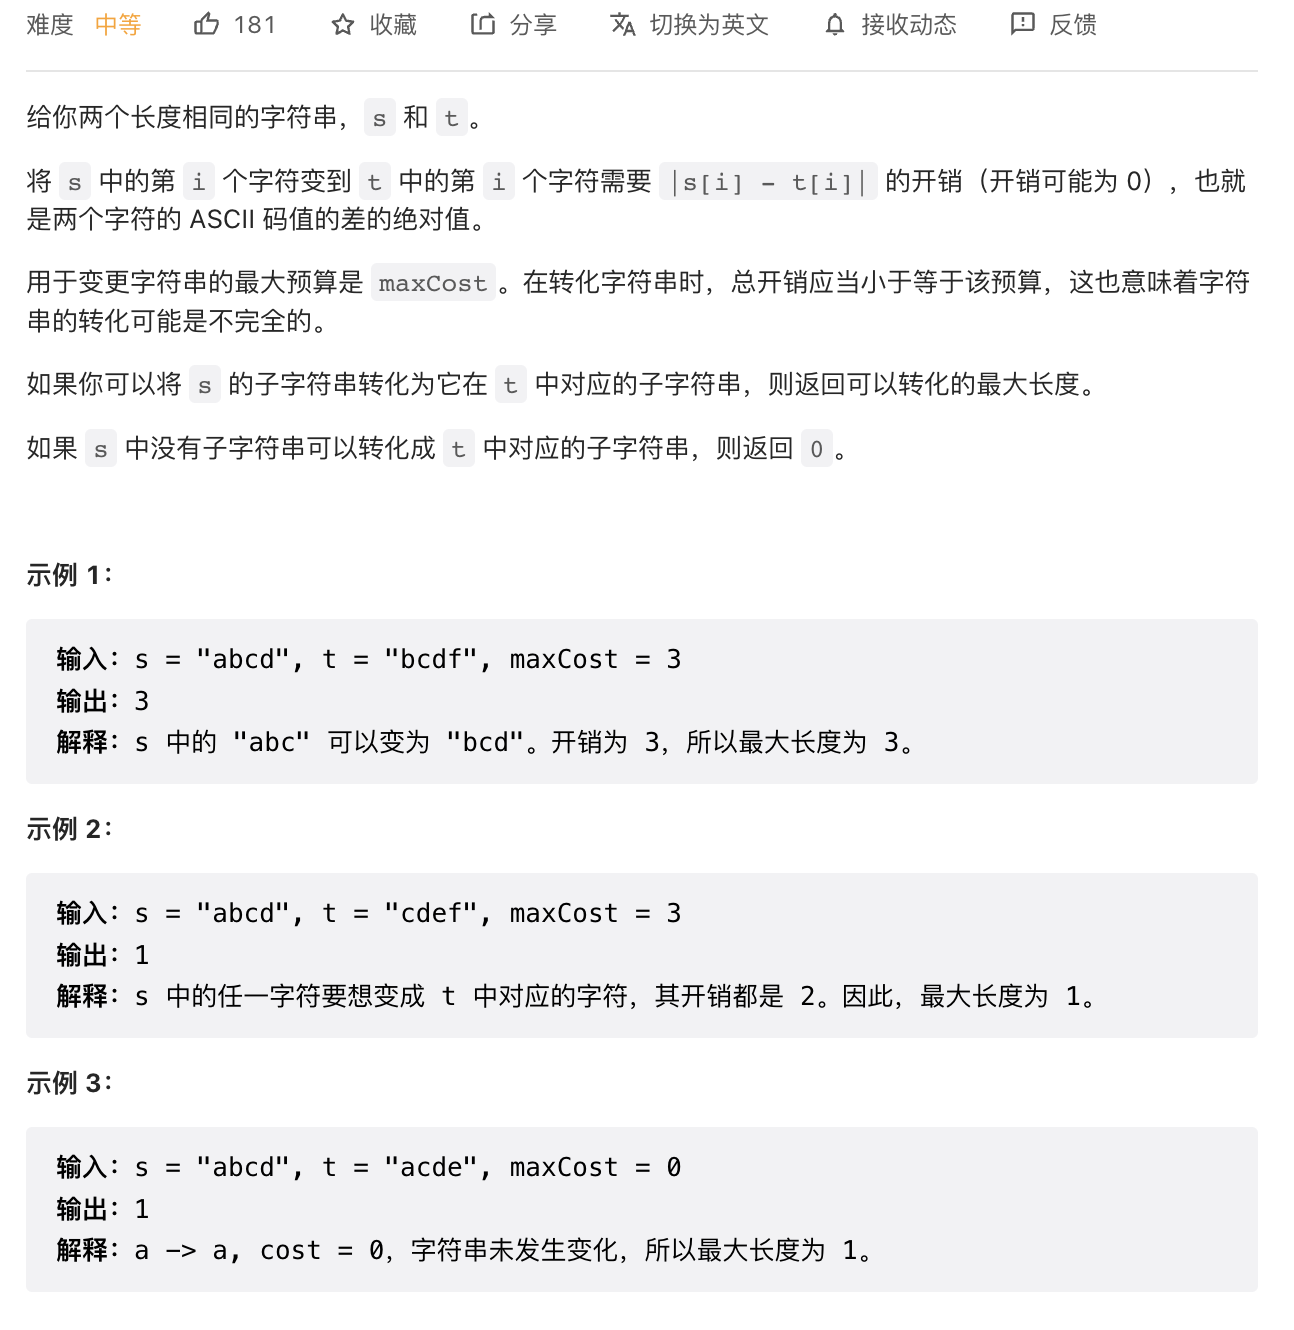 难度 中等 181 收藏 分享 切换为英文 接收动态 反馈
给你两个长度相同的字符串，s 和 t 。
将 s 中的第 i 个字符变到 t 中的第 i 个字符需要 |s[i] - t[i]| 的开销（开销可能为 0），也就
是两个字符的 ASCII 码值的差的绝对值。
用于变更字符串的最大预算是 maxCost 。在转化字符串时，总开销应当小于等于该预算，这也意味着字符
串的转化可能是不完全的。
如果你可以将 s 的子字符串转化为它在 t 中对应的子字符串，则返回可以转化的最大长度。
如果 s 中没有子字符串可以转化成 t 中对应的子字符串，则返回 0 。
示例 1：
输入：s = "abcd", t = "bcdf", maxCost = 3
输出：3
解释：s 中的 "abc" 可以变为 "bcd"。开销为 3，所以最大长度为 3。
示例 2：
输入：s = "abcd", t = "cdef", maxCost = 3
输出：1
解释：s 中的任一字符要想变成 t 中对应的字符，其开销都是 2。因此，最大长度为 1。
示例 3：
输入：s = "abcd", t = "acde", maxCost = 0
输出：1
解释：a -> a, cost = 0，字符串未发生变化，所以最大长度为 1。